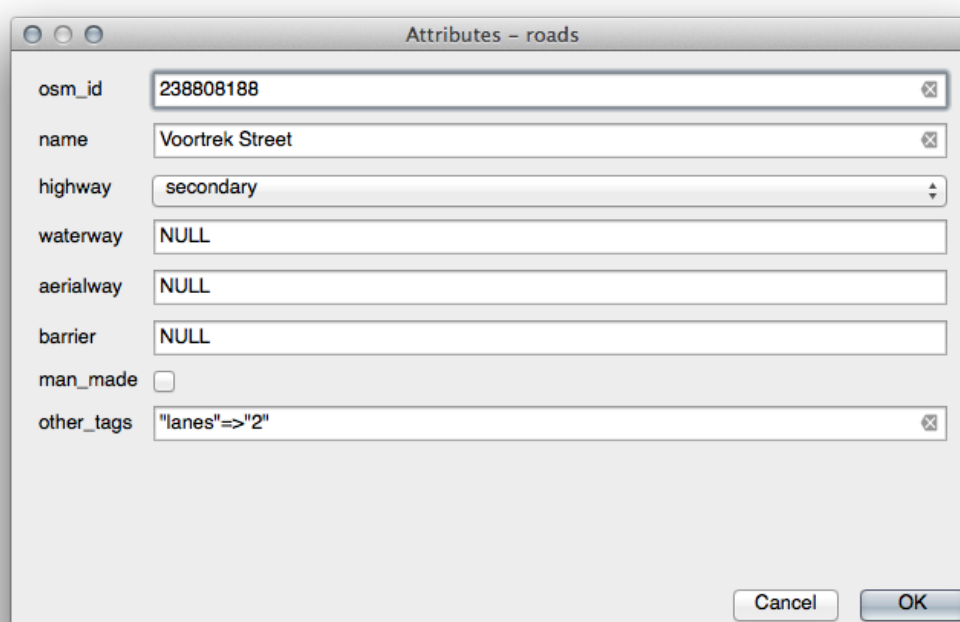 Attributes – roads
osm_id 238808188
name Voortrek Street
highway secondary
waterway NULL
aerialway NULL
barrier NULL
man_made
other_tags "lanes"=>"2"
Cancel OK